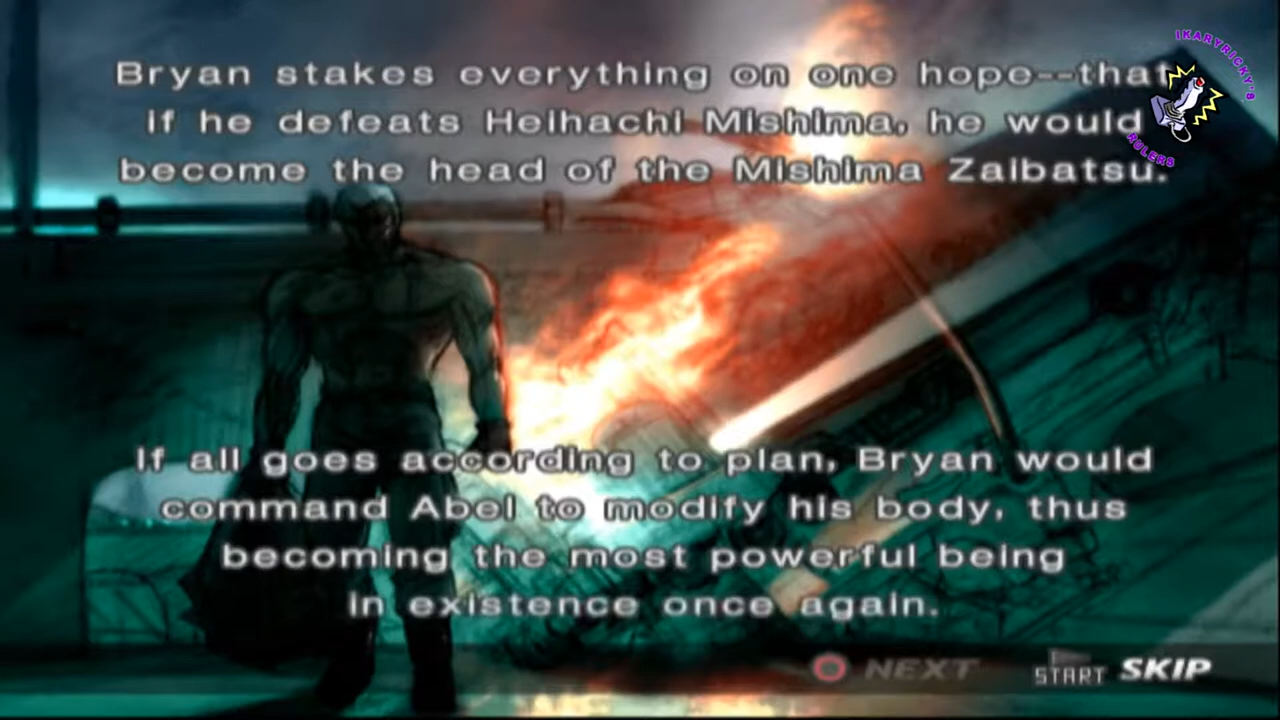 Bryan stakes everything on one hope--that
if he defeats Heihachi Mishima, he would
become the head of the Mishima Zaibatsu.
IKARYRICKY'S
RULERS
If all goes according to plan, Bryan would
command Abel to modify his body, thus
becoming the most powerful being
in existence once again.
NEXT START SKIP